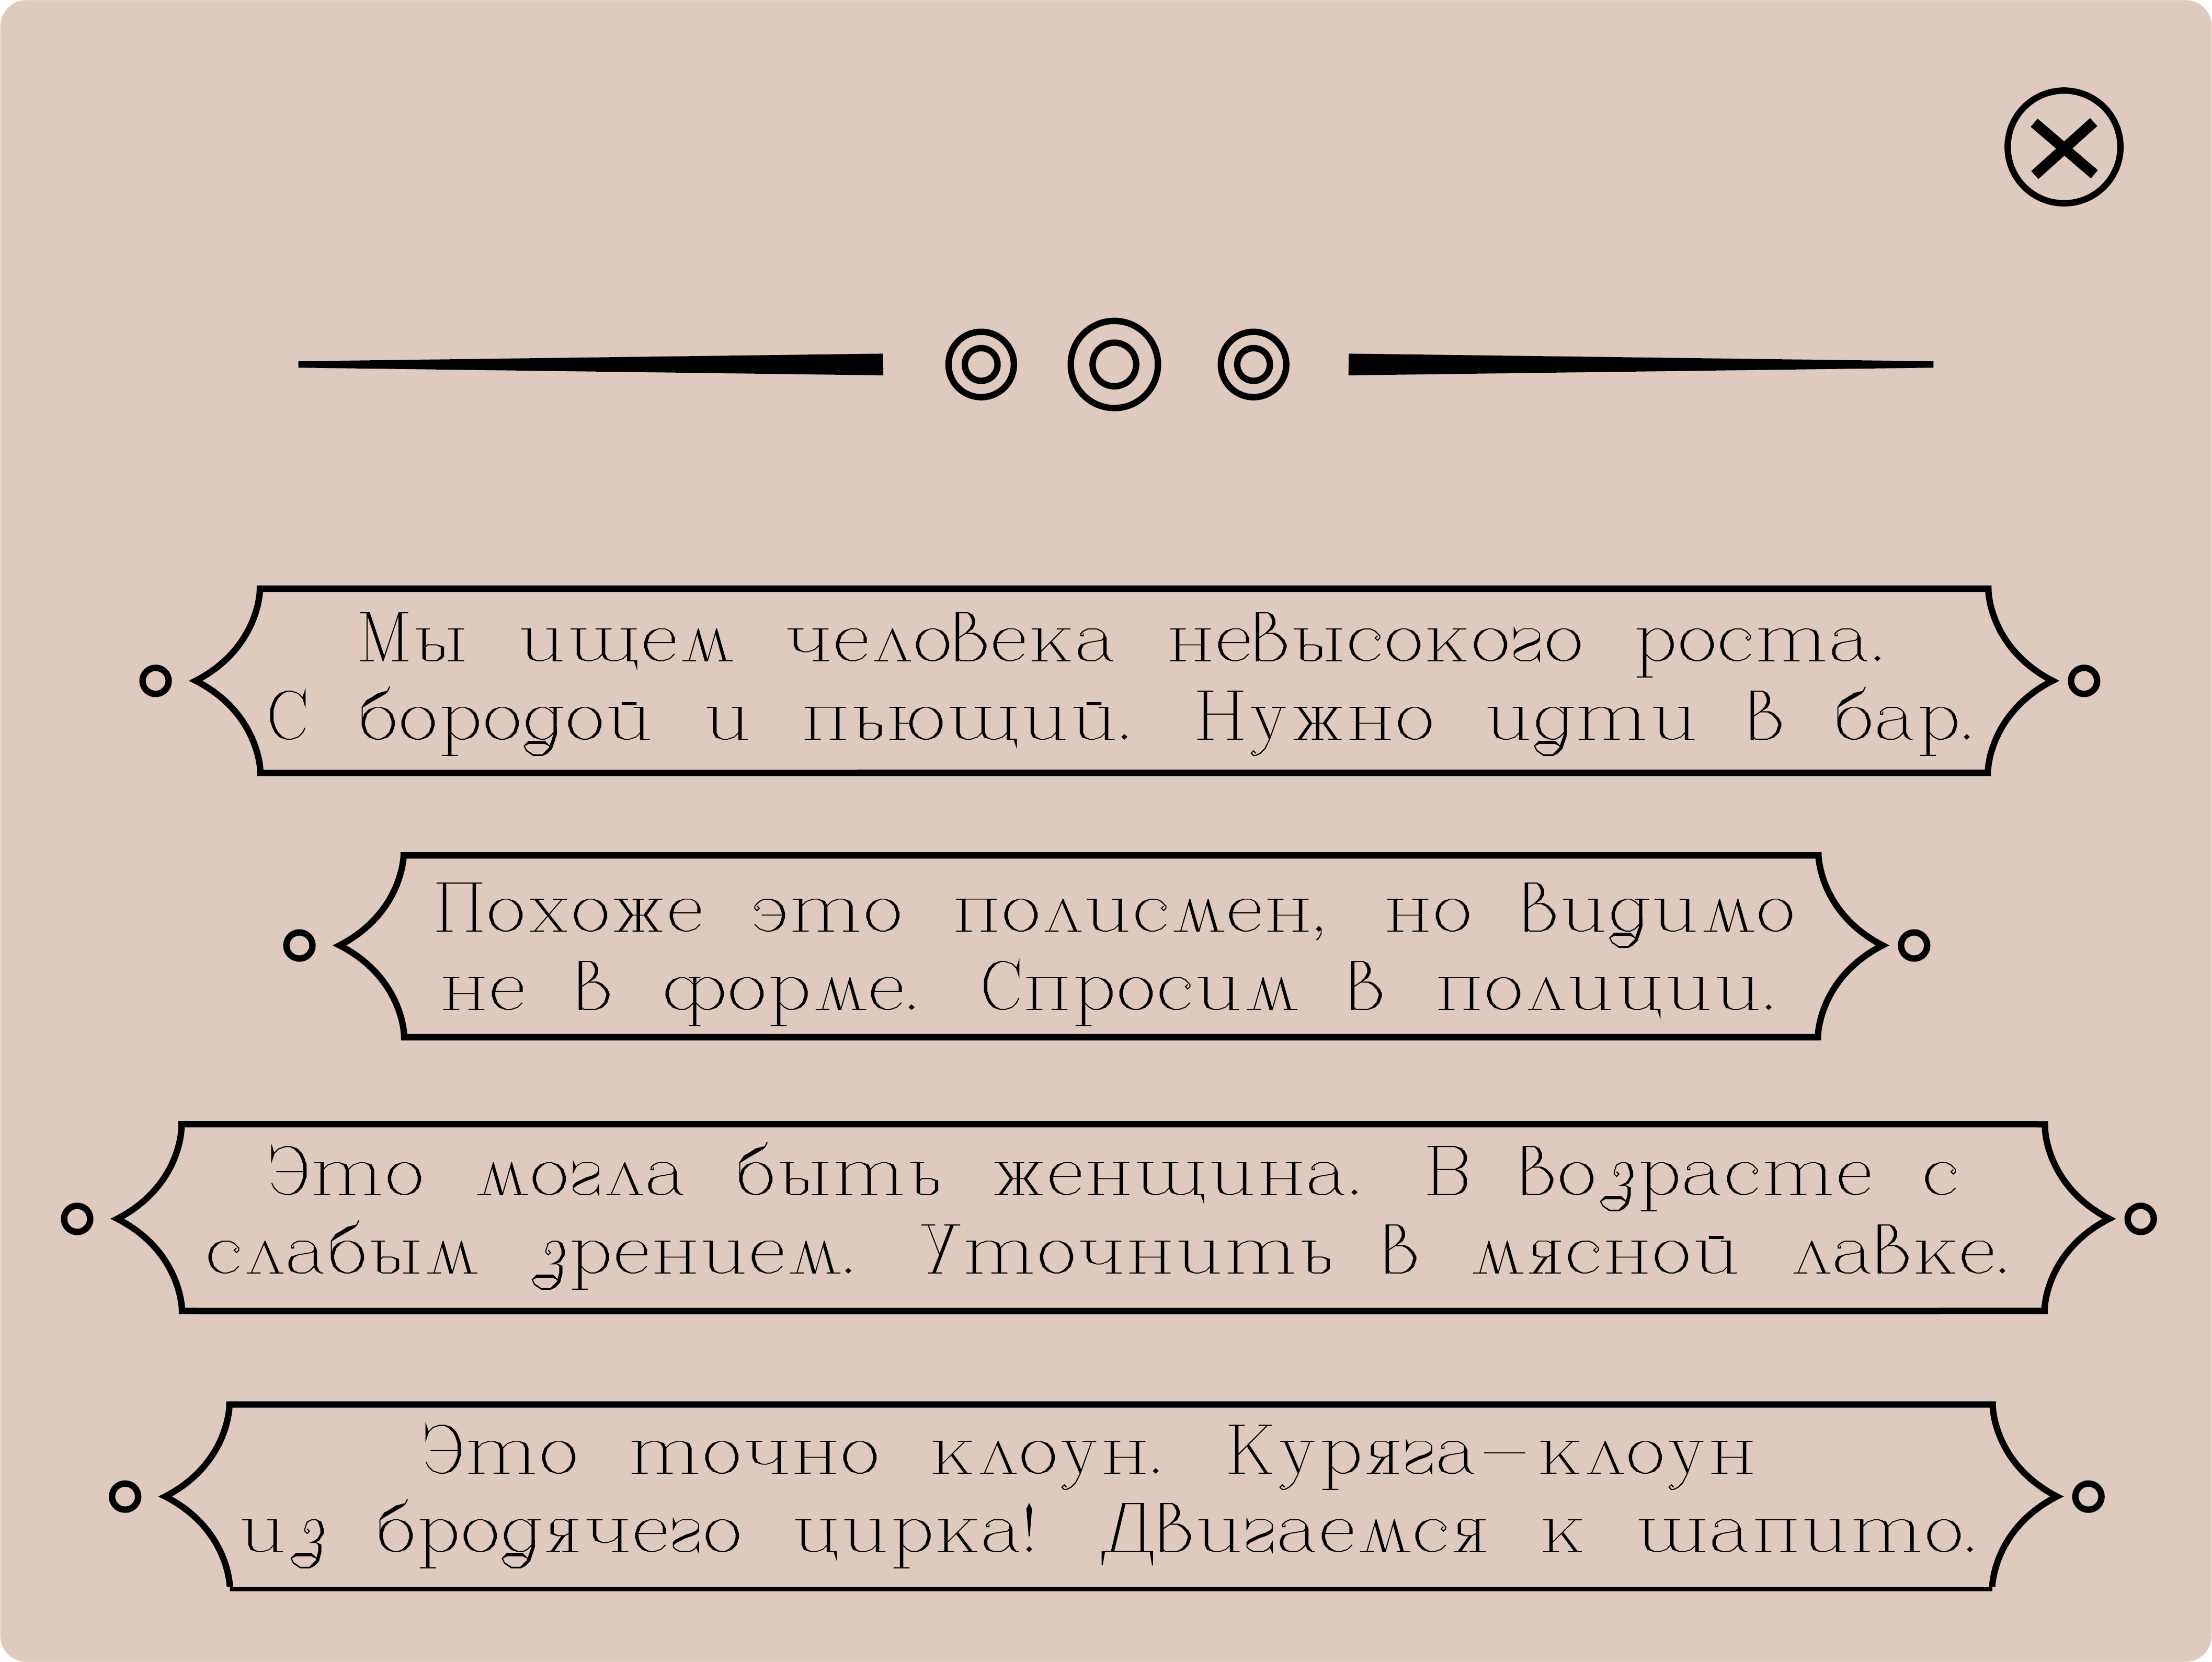 Мы ищем человека невысокого роста.
С бородой и пьющий. Нужно идти в бар.
Похоже это полисмен, но видимо
не в форме. Спросим в полиции.
Это могла быть женщина. В возрасте с
слабым зрением. Уточнить в мясной лавке.
Это точно клоун. Куряга—клоун
из бродячего цирка! Двигаемся к шапито.